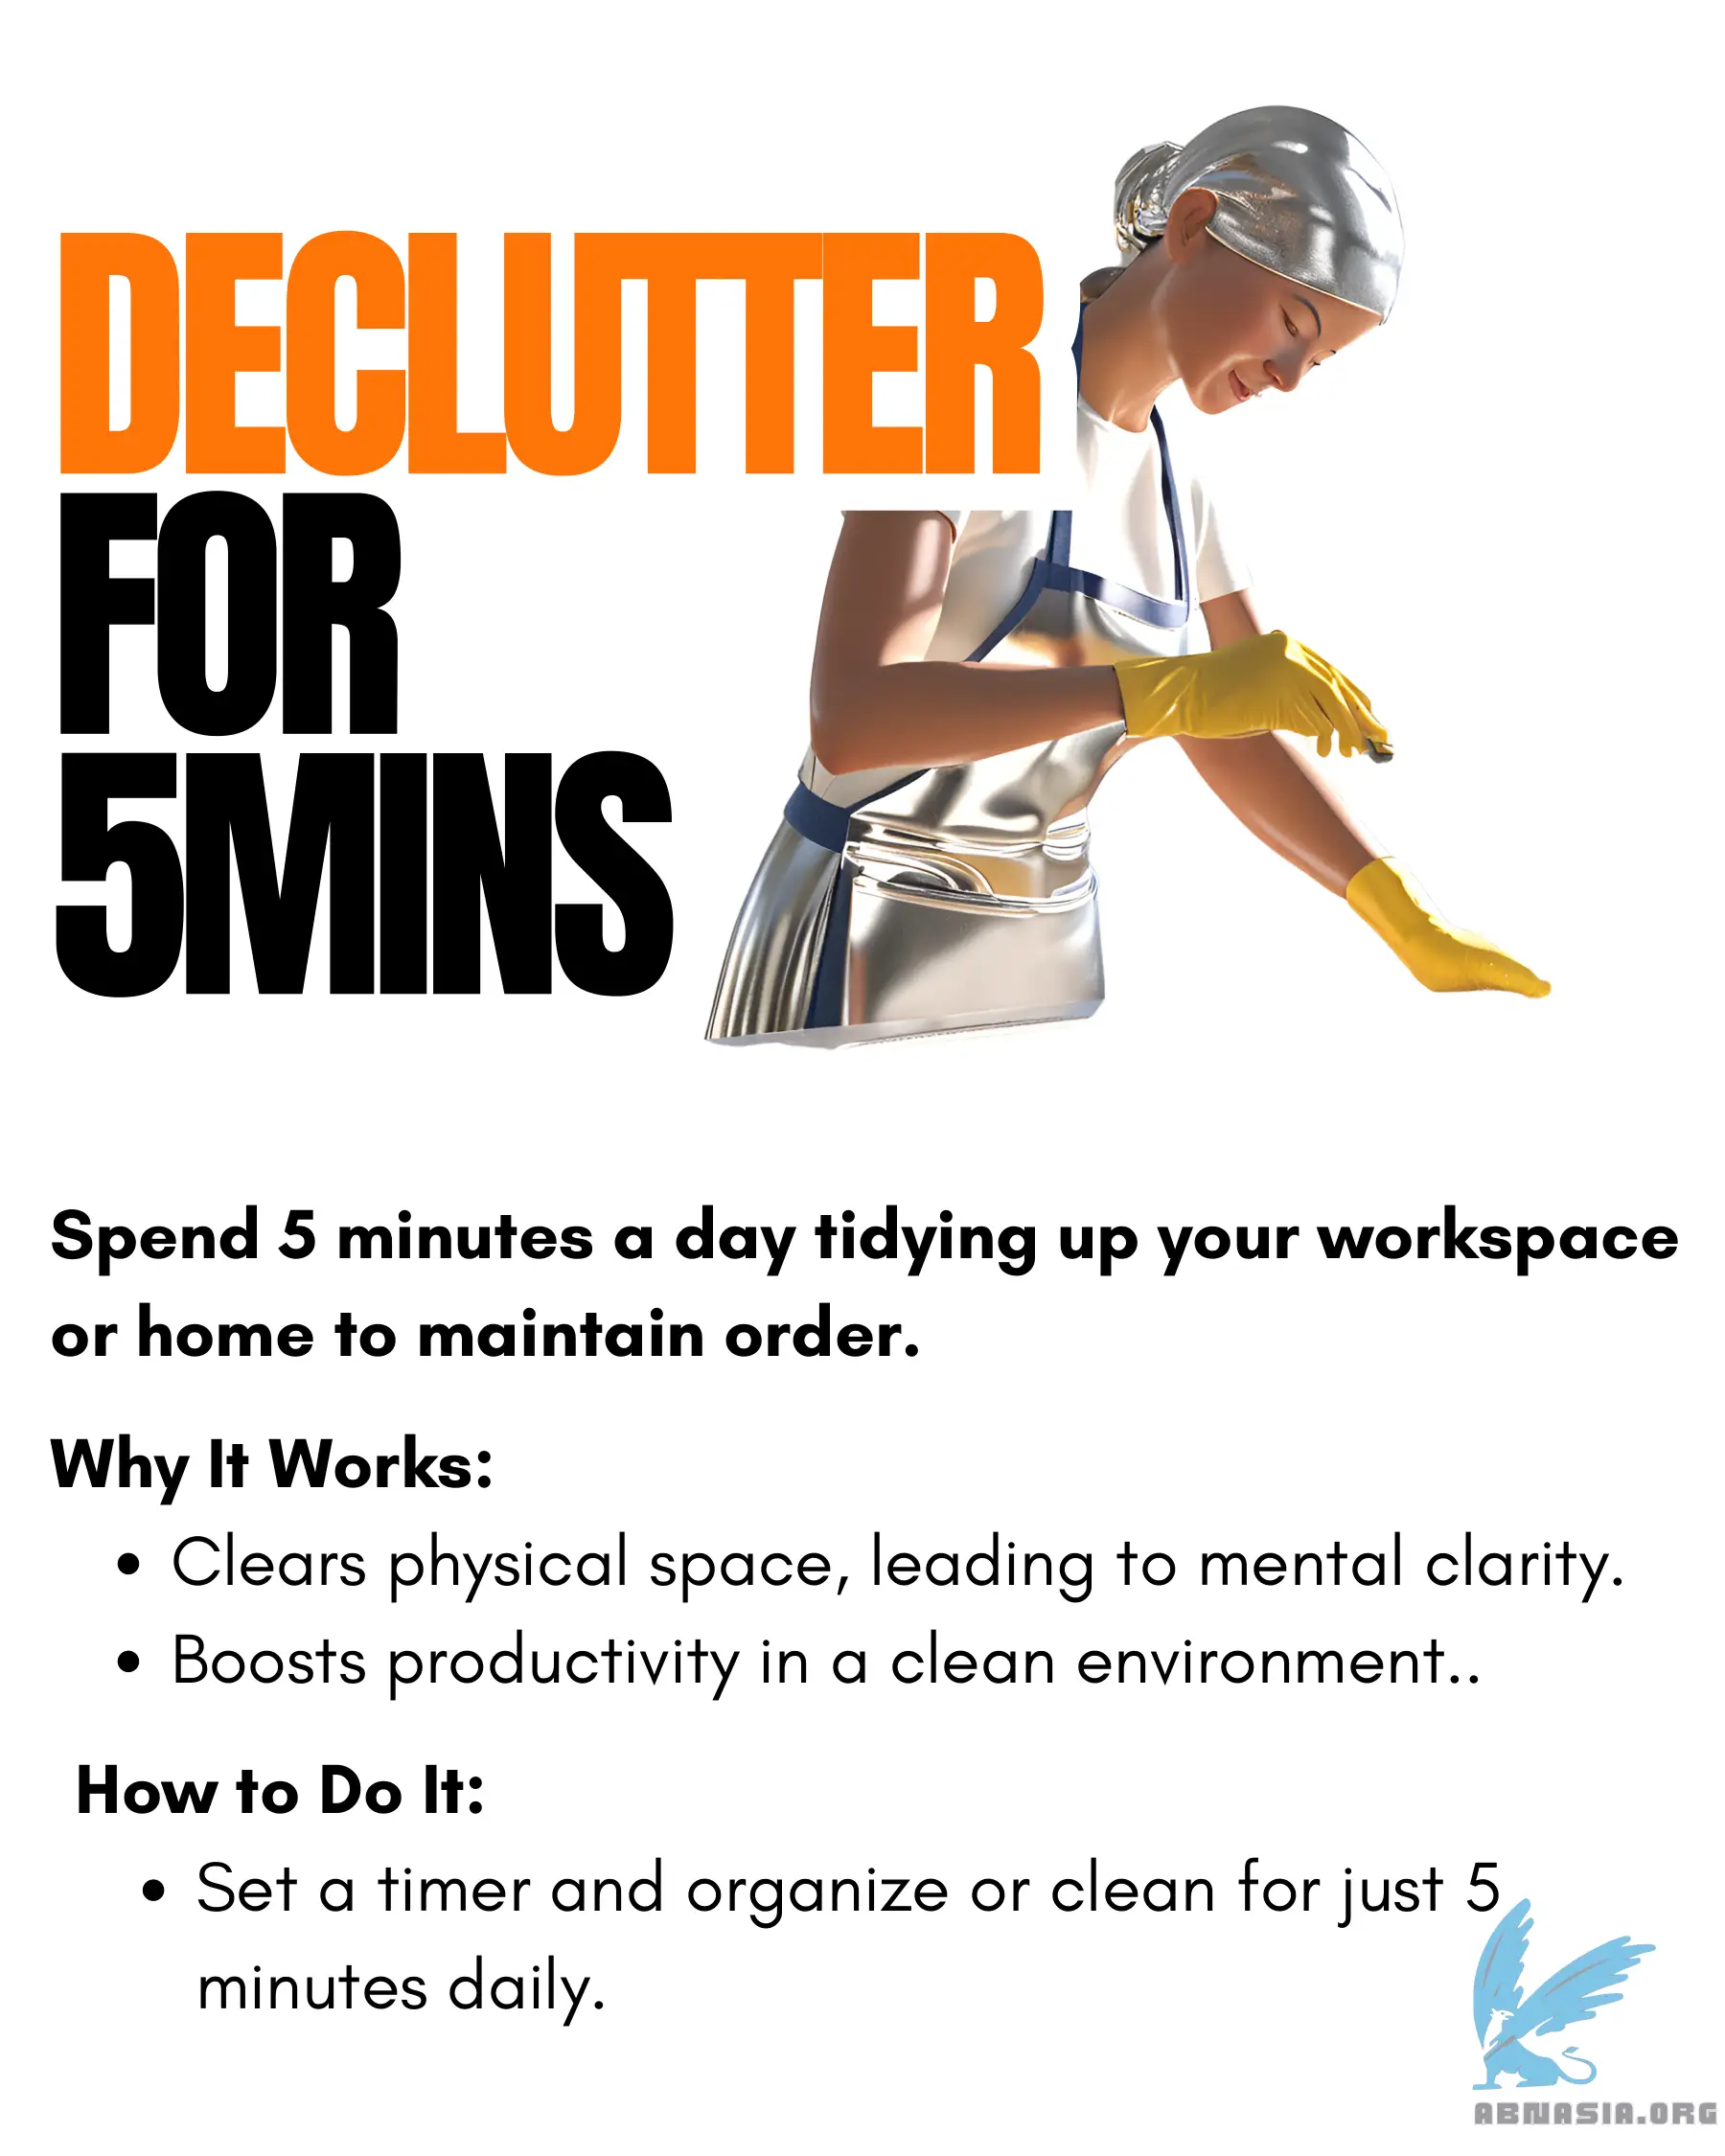 DECLUTTER
FOR
5MINS
Spend 5 minutes a day tidying up your workspace
or home to maintain order.
Why It Works:
• Clears physical space, leading to mental clarity.
• Boosts productivity in a clean environment..
How to Do It:
• Set a timer and organize or clean for just 5
minutes daily.
ABNASIA.ORG